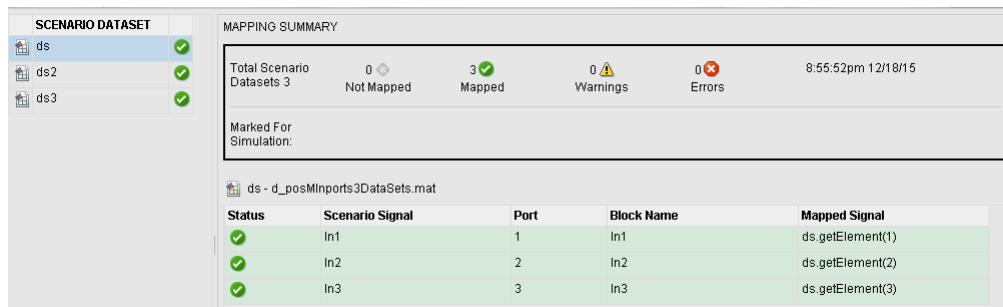 SCENARIO DATASET
ds
ds2
ds3
MAPPING SUMMARY
Total Scenario Datasets 3
0 Not Mapped
3 Mapped
0 Warnings
0 Errors
8:55:52pm 12/18/15
Marked For Simulation:
ds - d_posMInports3DataSets.mat
Status Scenario Signal Port Block Name Mapped Signal
In1 1 In1 ds.getElement(1)
In2 2 In2 ds.getElement(2)
In3 3 In3 ds.getElement(3)